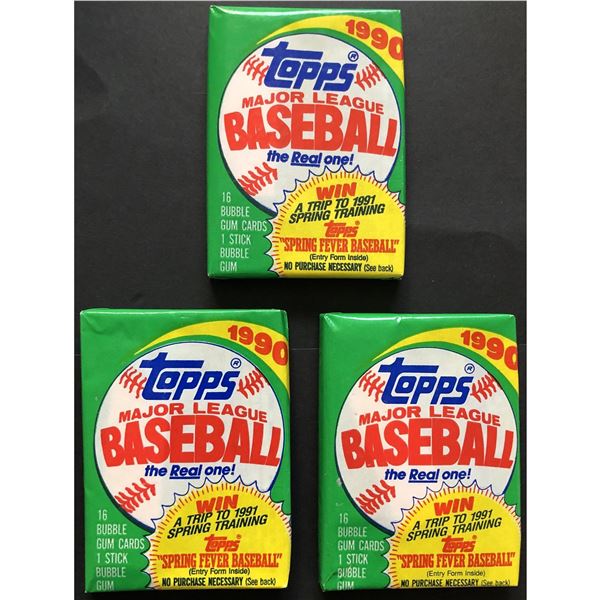 1990
topps®
MAJOR LEAGUE
BASEBALL
the Real one!
WIN
A TRIP TO 1991
SPRING TRAINING
Topps
"SPRING FEVER BASEBALL"
(Entry Form Inside)
NO PURCHASE NECESSARY (See back)
16
BUBBLE
GUM CARDS
1 STICK
BUBBLE
GUM
1990
topps®
MAJOR LEAGUE
BASEBALL
the Real one!
WIN
A TRIP TO 1991
SPRING TRAINING
Topps
"SPRING FEVER BASEBALL"
(Entry Form Inside)
NO PURCHASE NECESSARY (See back)
16
BUBBLE
GUM CARDS
1 STICK
BUBBLE
GUM
1990
topps®
MAJOR LEAGUE
BASEBALL
the Real one!
WIN
A TRIP TO 1991
SPRING TRAINING
Topps
"SPRING FEVER BASEBALL"
(Entry Form Inside)
NO PURCHASE NECESSARY (See back)
16
BUBBLE
GUM CARDS
1 STICK
BUBBLE
GUM